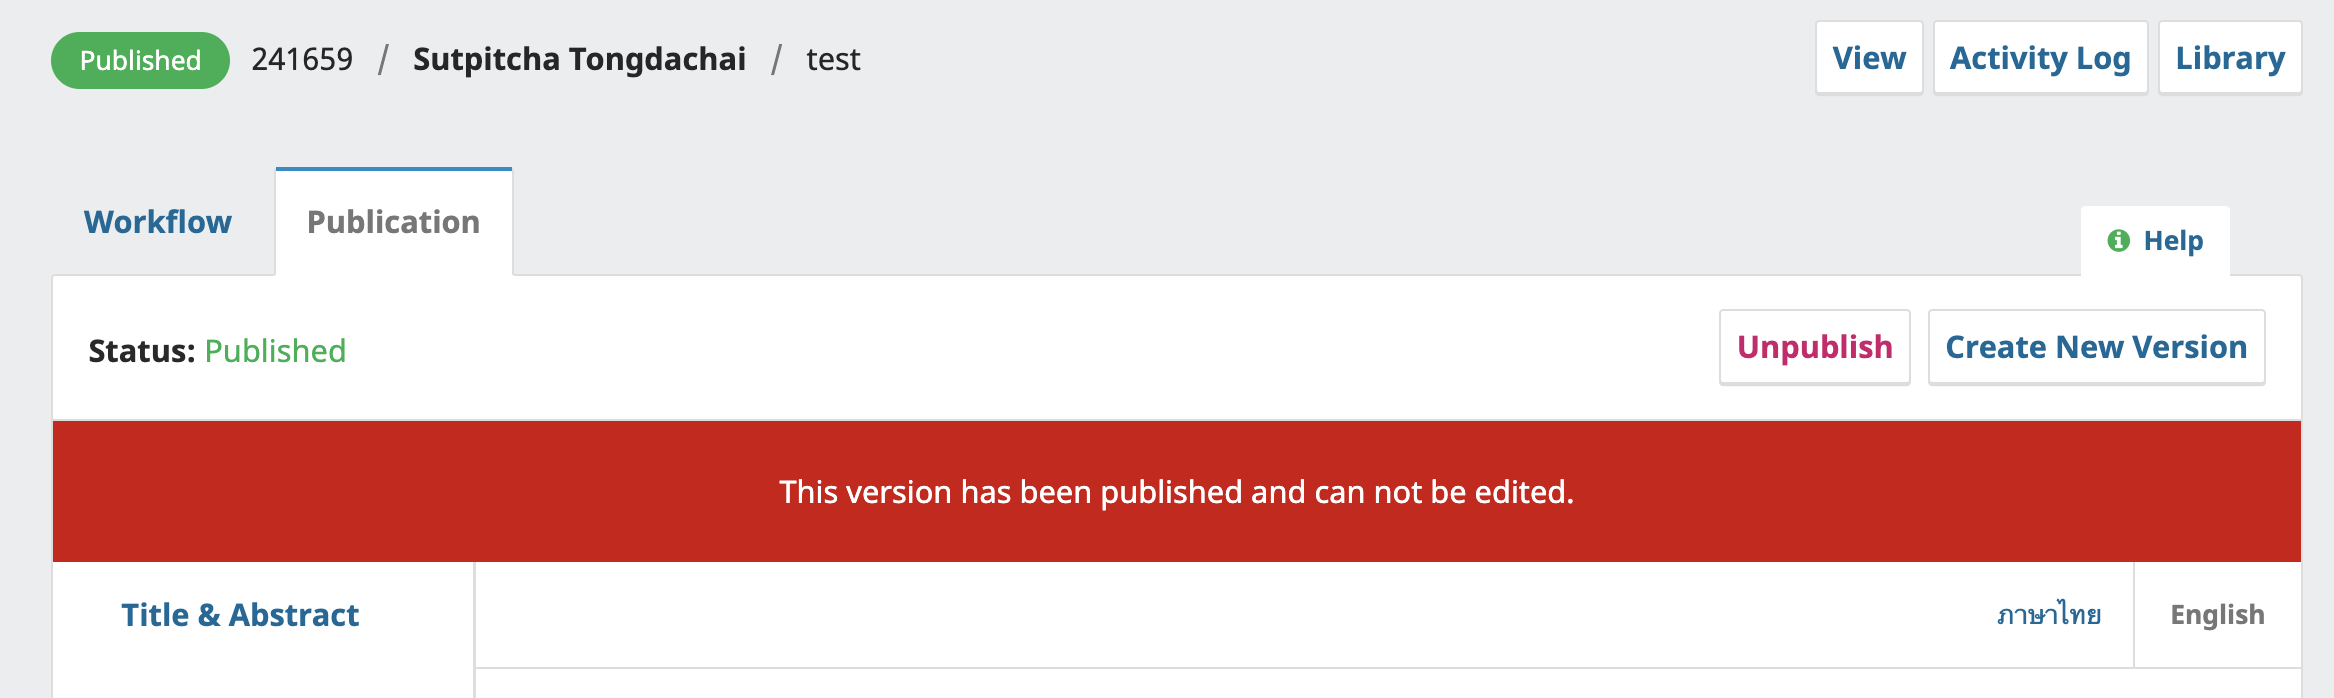 Published 241659 / Sutpitcha Tongdachai / test
View Activity Log Library
Workflow Publication
Help
Status: Published
Unpublish Create New Version
This version has been published and can not be edited.
Title & Abstract
ภาษาไทย English